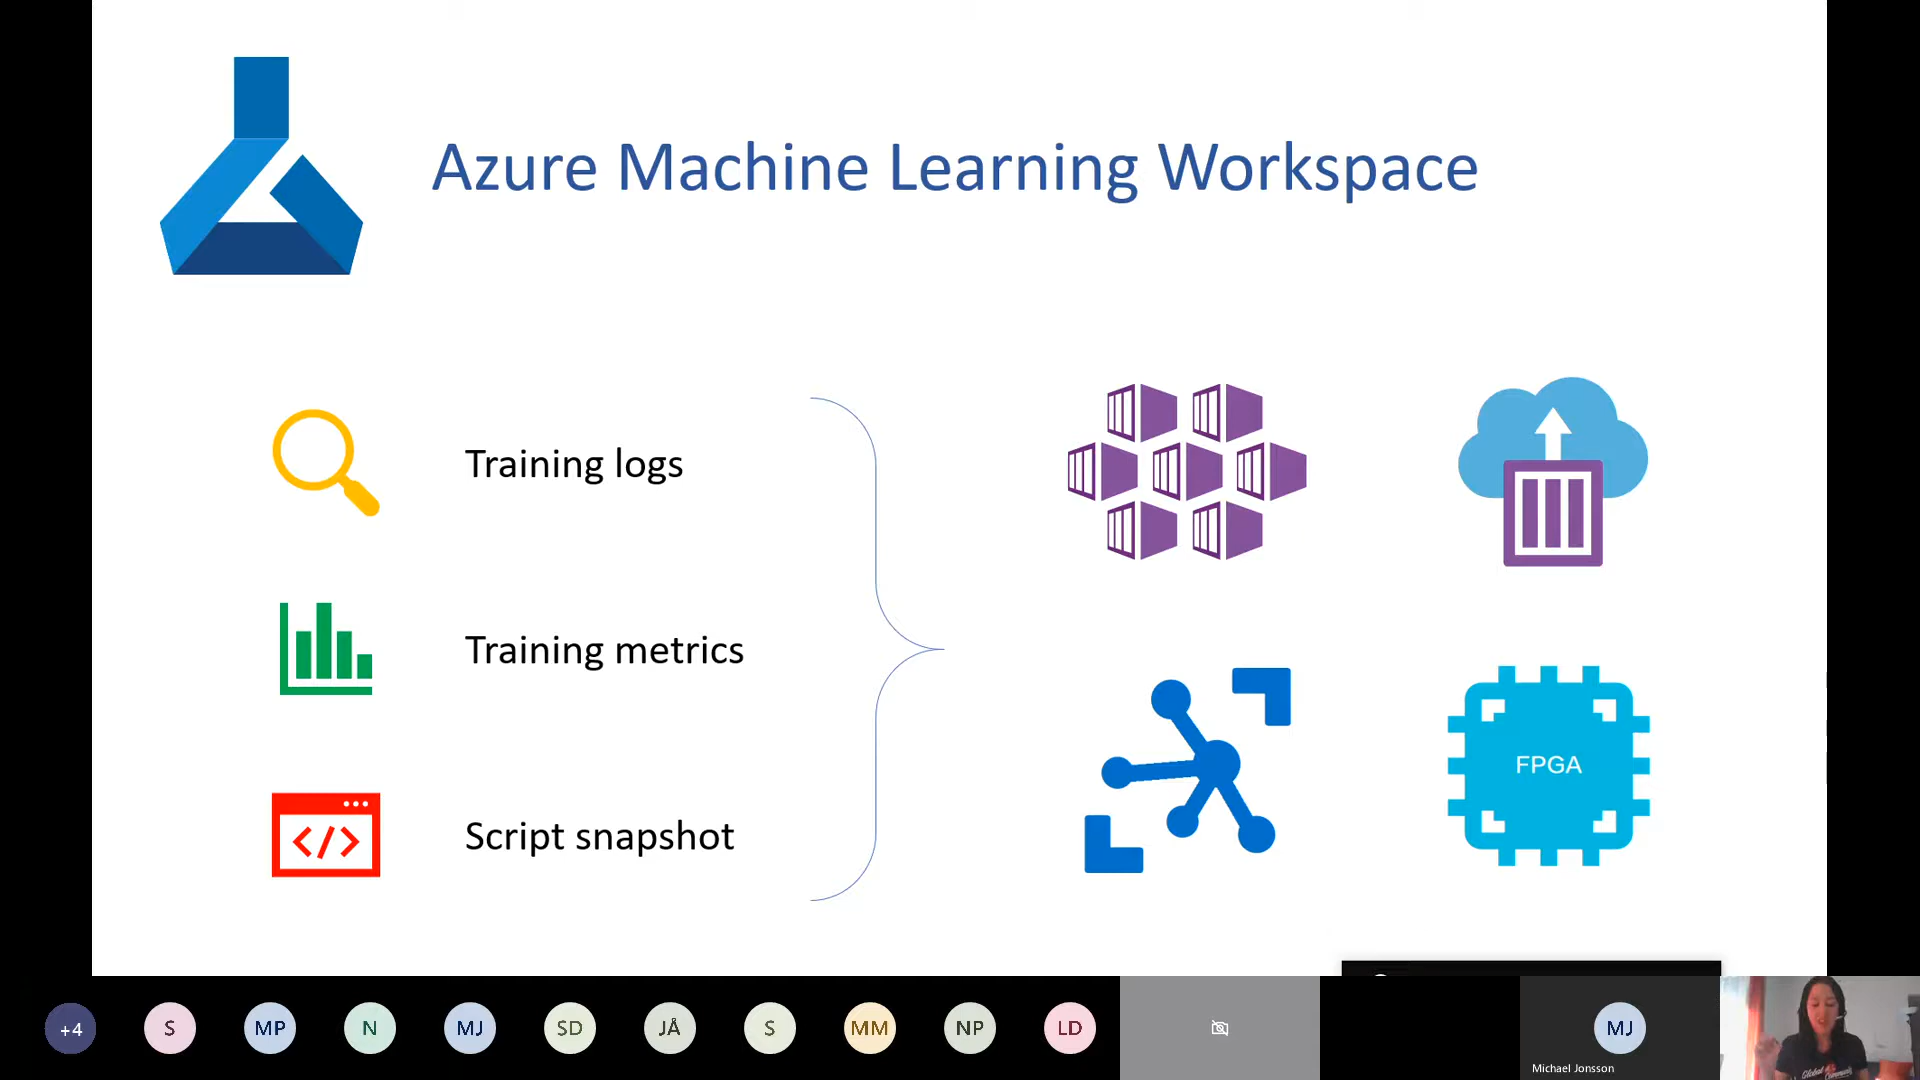 Azure Machine Learning Workspace
Training logs
Training metrics
Script snapshot
</>
FPGA
+4
S
MP
N
MJ
SD
JÅ
S
MM
NP
LD
MJ
Michael Jonsson
Global